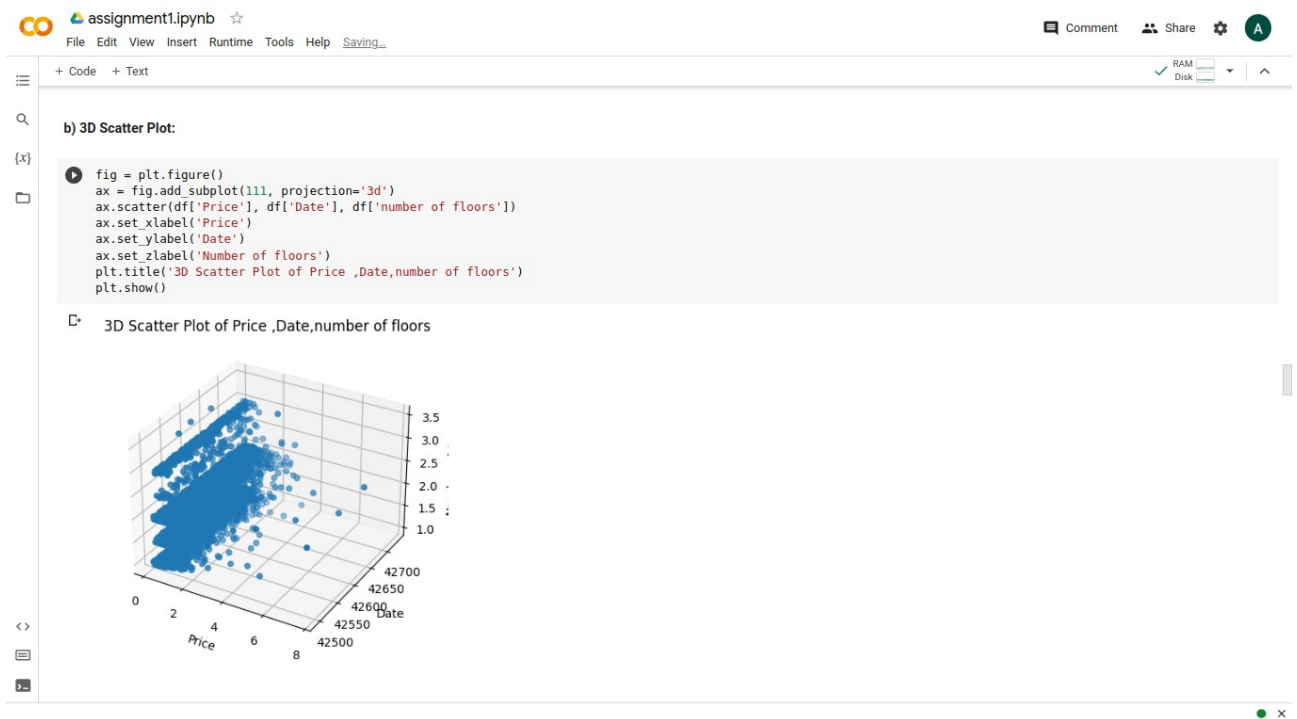 assignment1.ipynb
File Edit View Insert Runtime Tools Help Saving...
Comment
Share
A
+ Code + Text
RAM
Disk
b) 3D Scatter Plot:
{x}
fig = plt.figure()
ax = fig.add_subplot(111, projection='3d')
ax.scatter(df['Price'], df['Date'], df['number of floors'])
ax.set_xlabel('Price')
ax.set_ylabel('Date')
ax.set_zlabel('Number of floors')
plt.title('3D Scatter Plot of Price ,Date,number of floors')
plt.show()
3D Scatter Plot of Price ,Date,number of floors
3.5
3.0
2.5
2.0
1.5
1.0
42700
42650
42600
Date
42550
42500
0
2
4
6
8
Price